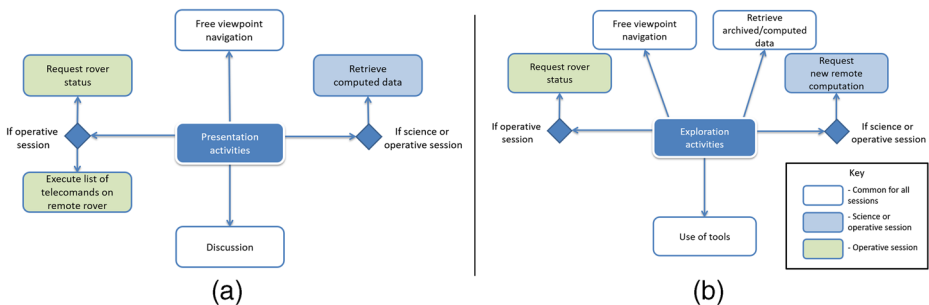 Free viewpoint
navigation
Request rover
status
Retrieve
computed data
If operative
session
Presentation
activities
If science or
operative session
Execute list of
telecomands on
remote rover
Discussion
(a)
Free viewpoint
navigation
Retrieve
archived/computed
data
Request rover
status
Request
new remote
computation
If operative
session
Exploration
activities
If science or
operative session
Use of tools
Key
- Common for all
sessions
- Science or
operative session
- Operative session
(b)